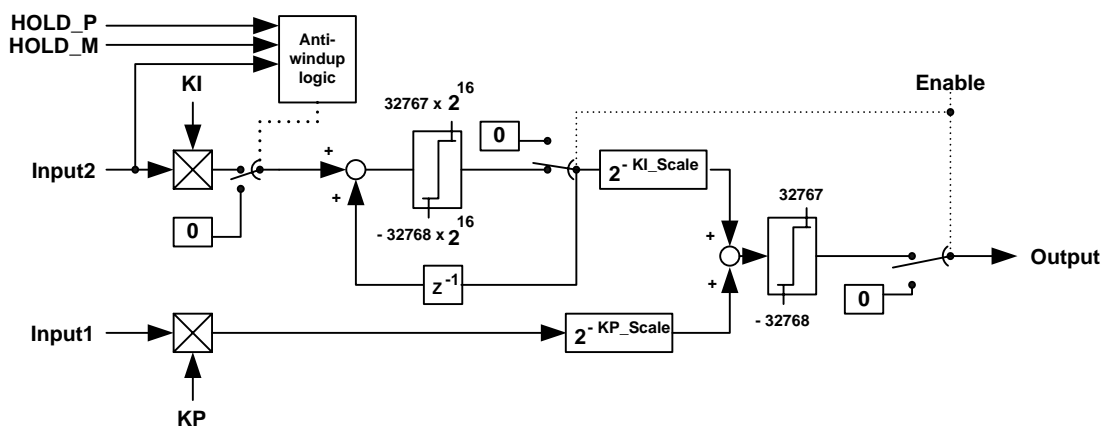 HOLD_P
HOLD_M
Anti-
windup
logic
KI
Enable
32767 x 2^16
0
Input2
+
2^- KI_Scale
+
0
- 32768 x 2^16
32767
+
z^-1
Output
+
0
- 32768
Input1
2^- KP_Scale
KP